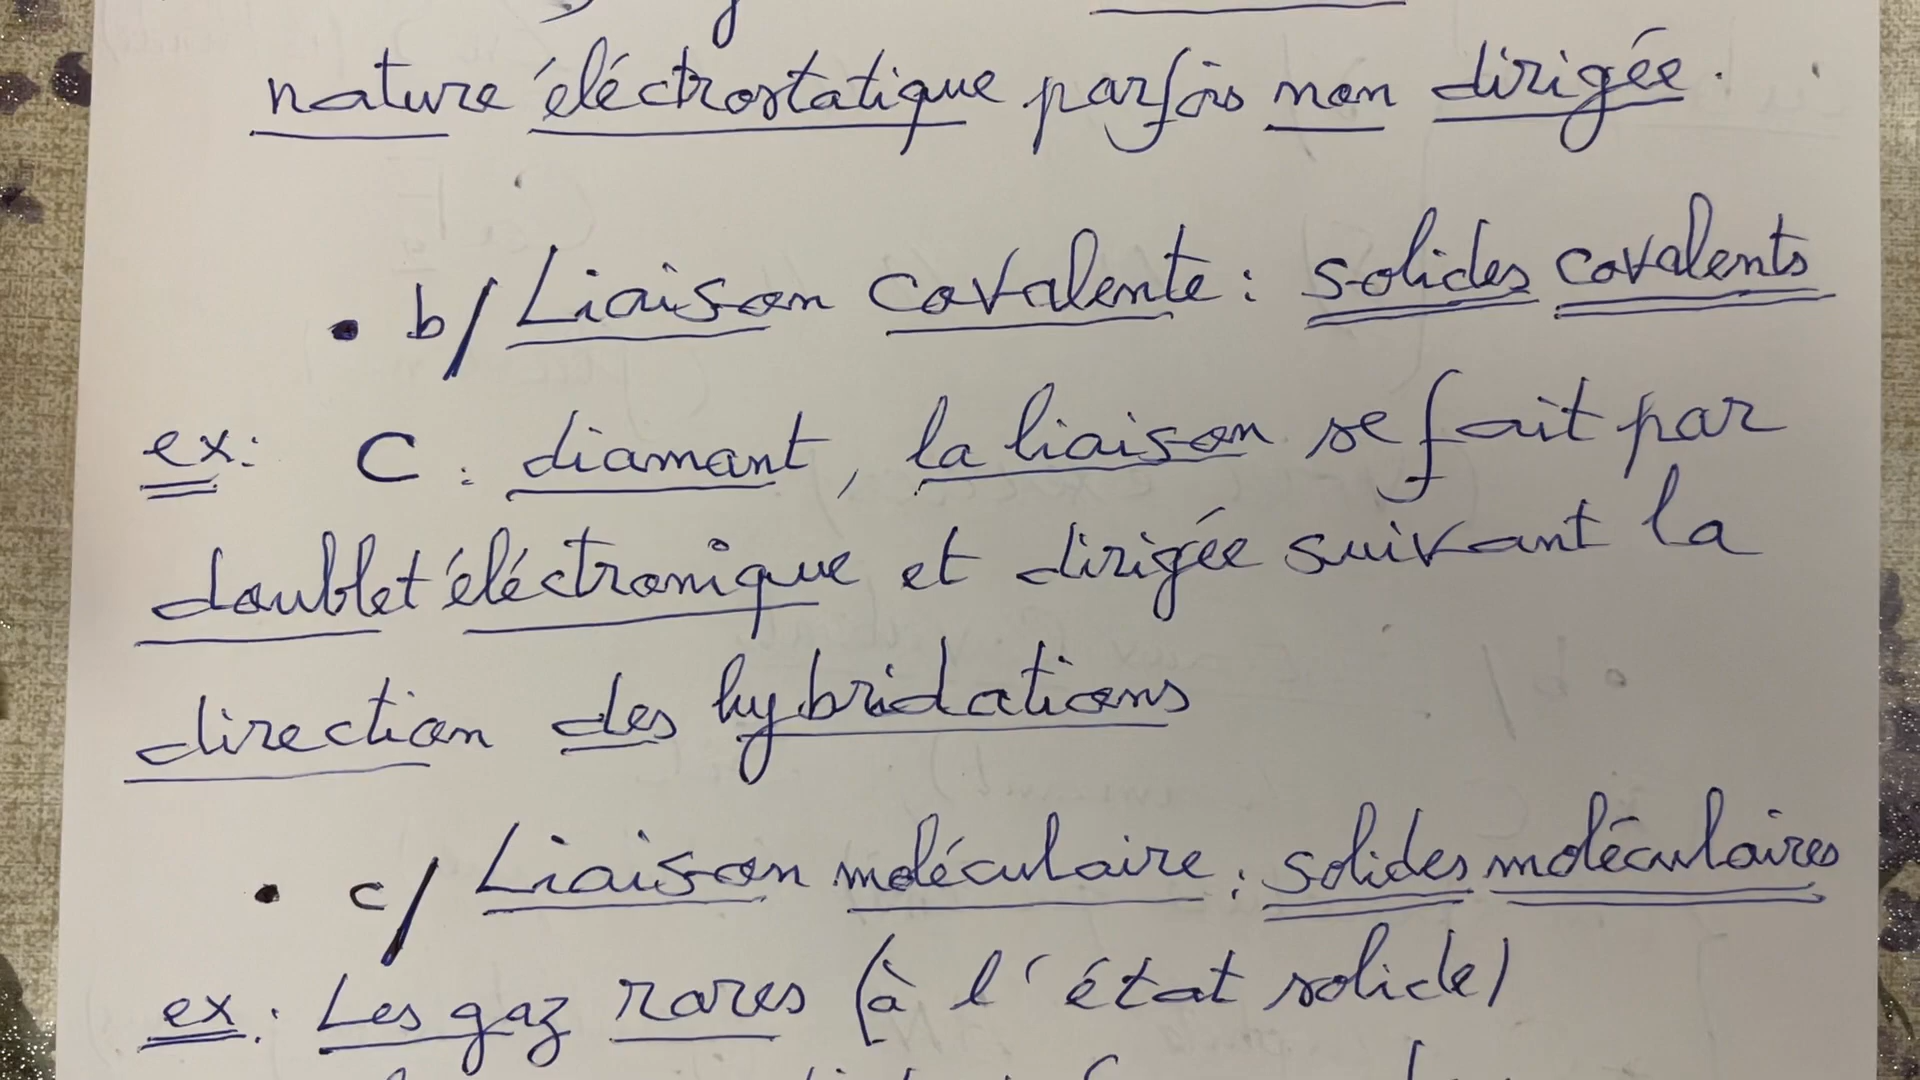 nature éléctrostatique parfois non dirigée.
• b/ Liaison covalente : solides covalents
ex: C : diamant, la liaison se fait par
doublet éléctronique et dirigée suivant la
direction des hybridations
• c/ Liaison moléculaire : solides moléculaires
ex : Les gaz rares (à l'état solide)